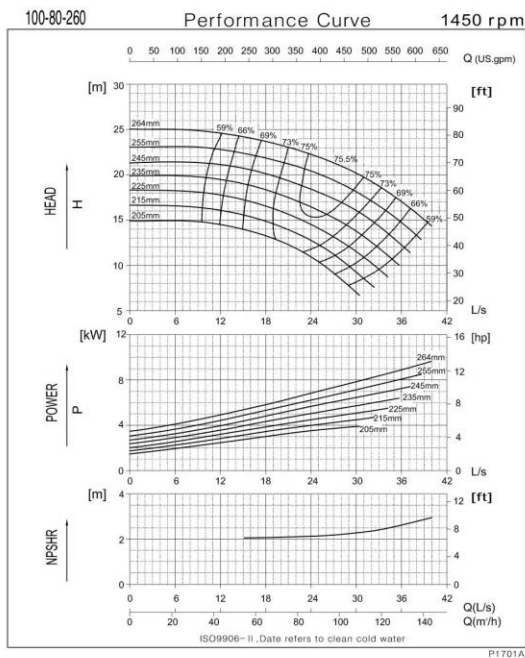 100-80-260 Performance Curve 1450 rpm
0 50 100 150 200 250 300 350 400 450 500 550 600 650
Q (US.gpm)
[m] [ft]
30
25
20
15
10
5
90
80
70
60
50
40
30
20
HEAD H
264mm
255mm
245mm
235mm
225mm
215mm
205mm
59% 66% 69% 73% 75% 75.5% 75% 73% 69% 66% 59%
L/s
0 6 12 18 24 30 36 42
[kW] [hp]
12
8
4
0
16
12
8
4
0
POWER P
264mm
255mm
245mm
235mm
225mm
215mm
205mm
L/s
0 6 12 18 24 30 36 42
[m] [ft]
4
2
0
12
8
4
0
NPSHR
0 6 12 18 24 30 36 42
Q(L/s)
0 20 40 60 80 100 120 140
Q(m³/h)
ISO9906-II ,Date refers to clean cold water
P1701A